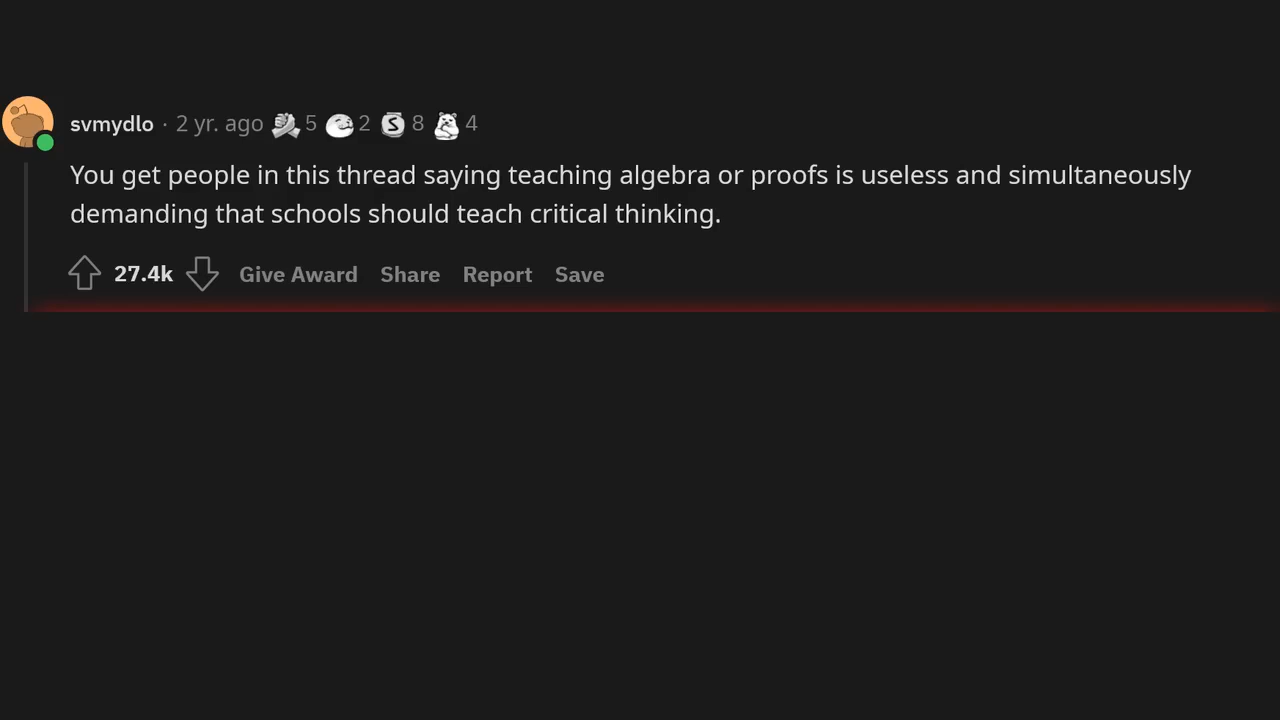 svmydlo · 2 yr. ago 5 2 S 8 4
You get people in this thread saying teaching algebra or proofs is useless and simultaneously
demanding that schools should teach critical thinking.
27.4k Give Award Share Report Save